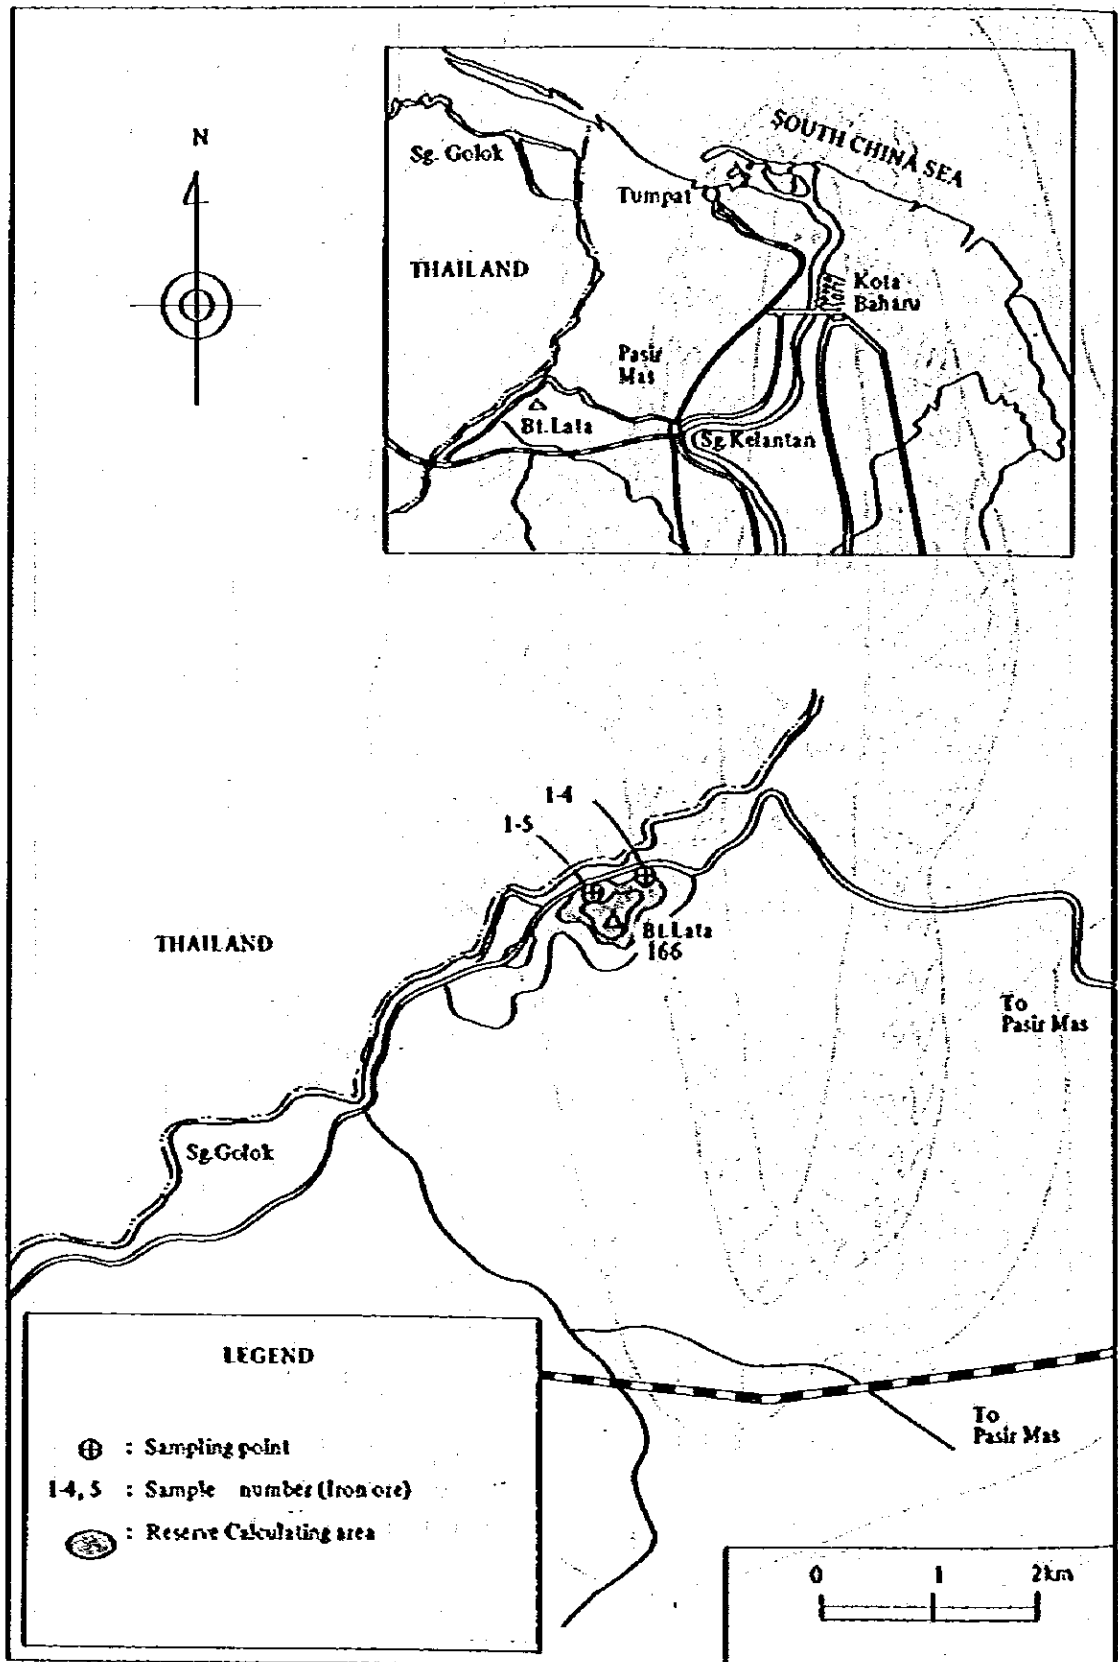 N
SOUTH CHINA SEA
Sg. Golok
Tumpat
THAILAND
Kota
Baharu
Pasir
Mas
Bt. Lata
Sg. Kelantan
1-4
1-5
THAILAND
Bt. Lata
166
To
Pasir Mas
Sg. Golok
LEGEND
: Sampling point
1-4, 5 : Sample number (Iron ore)
: Reserve Calculating area
To
Pasir Mas
0 1 2km